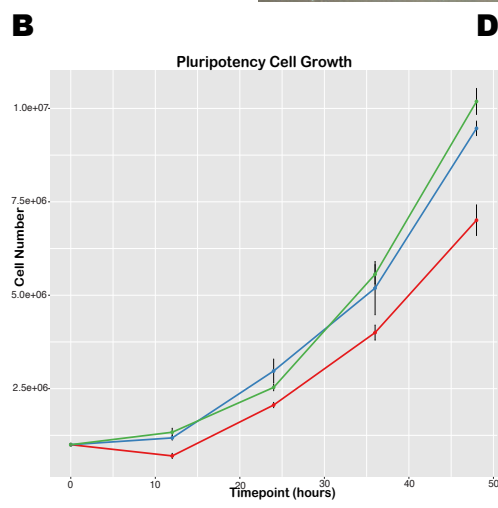 B
D
Pluripotency Cell Growth
1.0e+07
7.5e+06
5.0e+06
2.5e+06
Cell Number
0
10
20
30
40
50
Timepoint (hours)